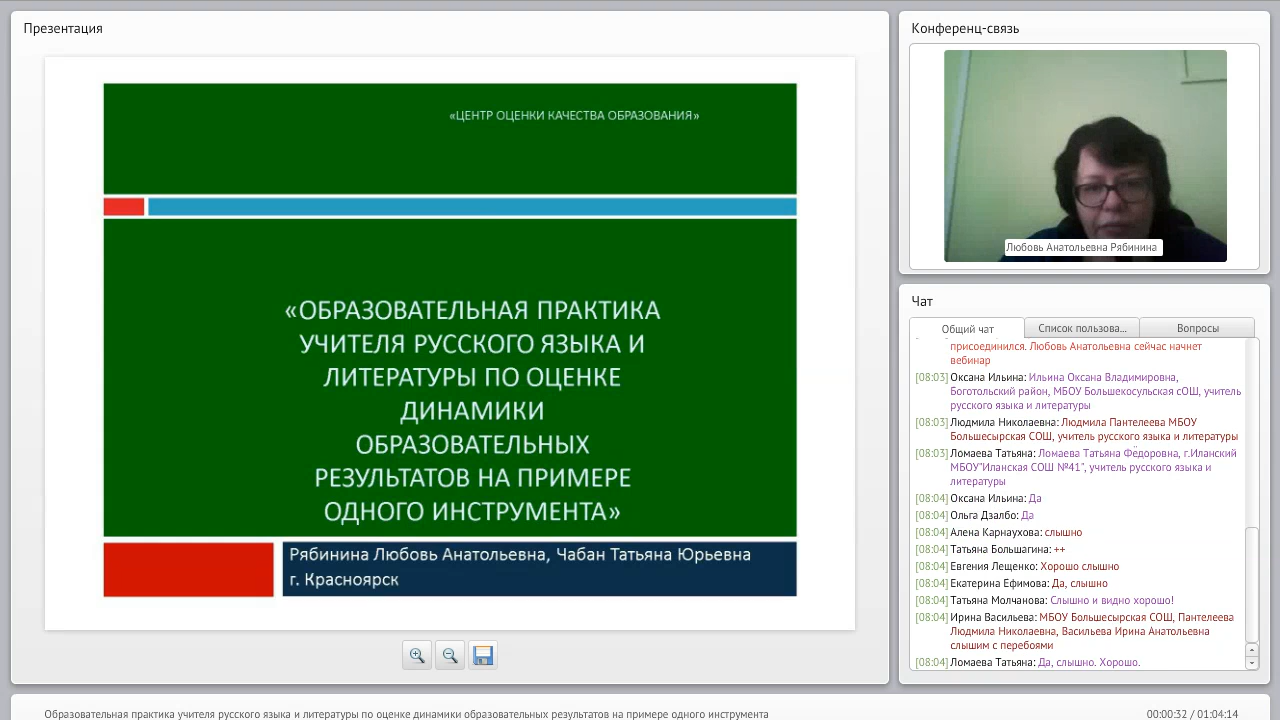 Презентация
«ЦЕНТР ОЦЕНКИ КАЧЕСТВА ОБРАЗОВАНИЯ»
«ОБРАЗОВАТЕЛЬНАЯ ПРАКТИКА
УЧИТЕЛЯ РУССКОГО ЯЗЫКА И
ЛИТЕРАТУРЫ ПО ОЦЕНКЕ
ДИНАМИКИ
ОБРАЗОВАТЕЛЬНЫХ
РЕЗУЛЬТАТОВ НА ПРИМЕРЕ
ОДНОГО ИНСТРУМЕНТА»
Рябинина Любовь Анатольевна, Чабан Татьяна Юрьевна
г. Красноярск
Конференц-связь
Любовь Анатольевна Рябинина
Чат
Общий чат
Список пользова...
Вопросы
присоединился. Любовь Анатольевна сейчас начнет
вебинар
[08:03] Оксана Ильина: Ильина Оксана Владимировна,
Боготольский район, МБОУ Большекосульская сОШ, учитель
русского языка и литературы
[08:03] Людмила Николаевна: Людмила Пантелеева МБОУ
Большесырская СОШ, учитель русского языка и литературы
[08:03] Ломаева Татьяна: Ломаева Татьяна Фёдоровна, г.Иланский
МБОУ"Иланская СОШ №41", учитель русского языка и
литературы
[08:04] Оксана Ильина: Да
[08:04] Ольга Дзалбо: Да
[08:04] Алена Карнаухова: слышно
[08:04] Татьяна Большагина: ++
[08:04] Евгения Лещенко: Хорошо слышно
[08:04] Екатерина Ефимова: Да, слышно
[08:04] Татьяна Молчанова: Слышно и видно хорошо!
[08:04] Ирина Васильева: МБОУ Большесырская СОШ, Пантелеева
Людмила Николаевна, Васильева Ирина Анатольевна
слышим с перебоями
[08:04] Ломаева Татьяна: Да, слышно. Хорошо.
Образовательная практика учителя русского языка и литературы по оценке динамики образовательных результатов на примере одного инструмента
00:00:32 / 01:04:14